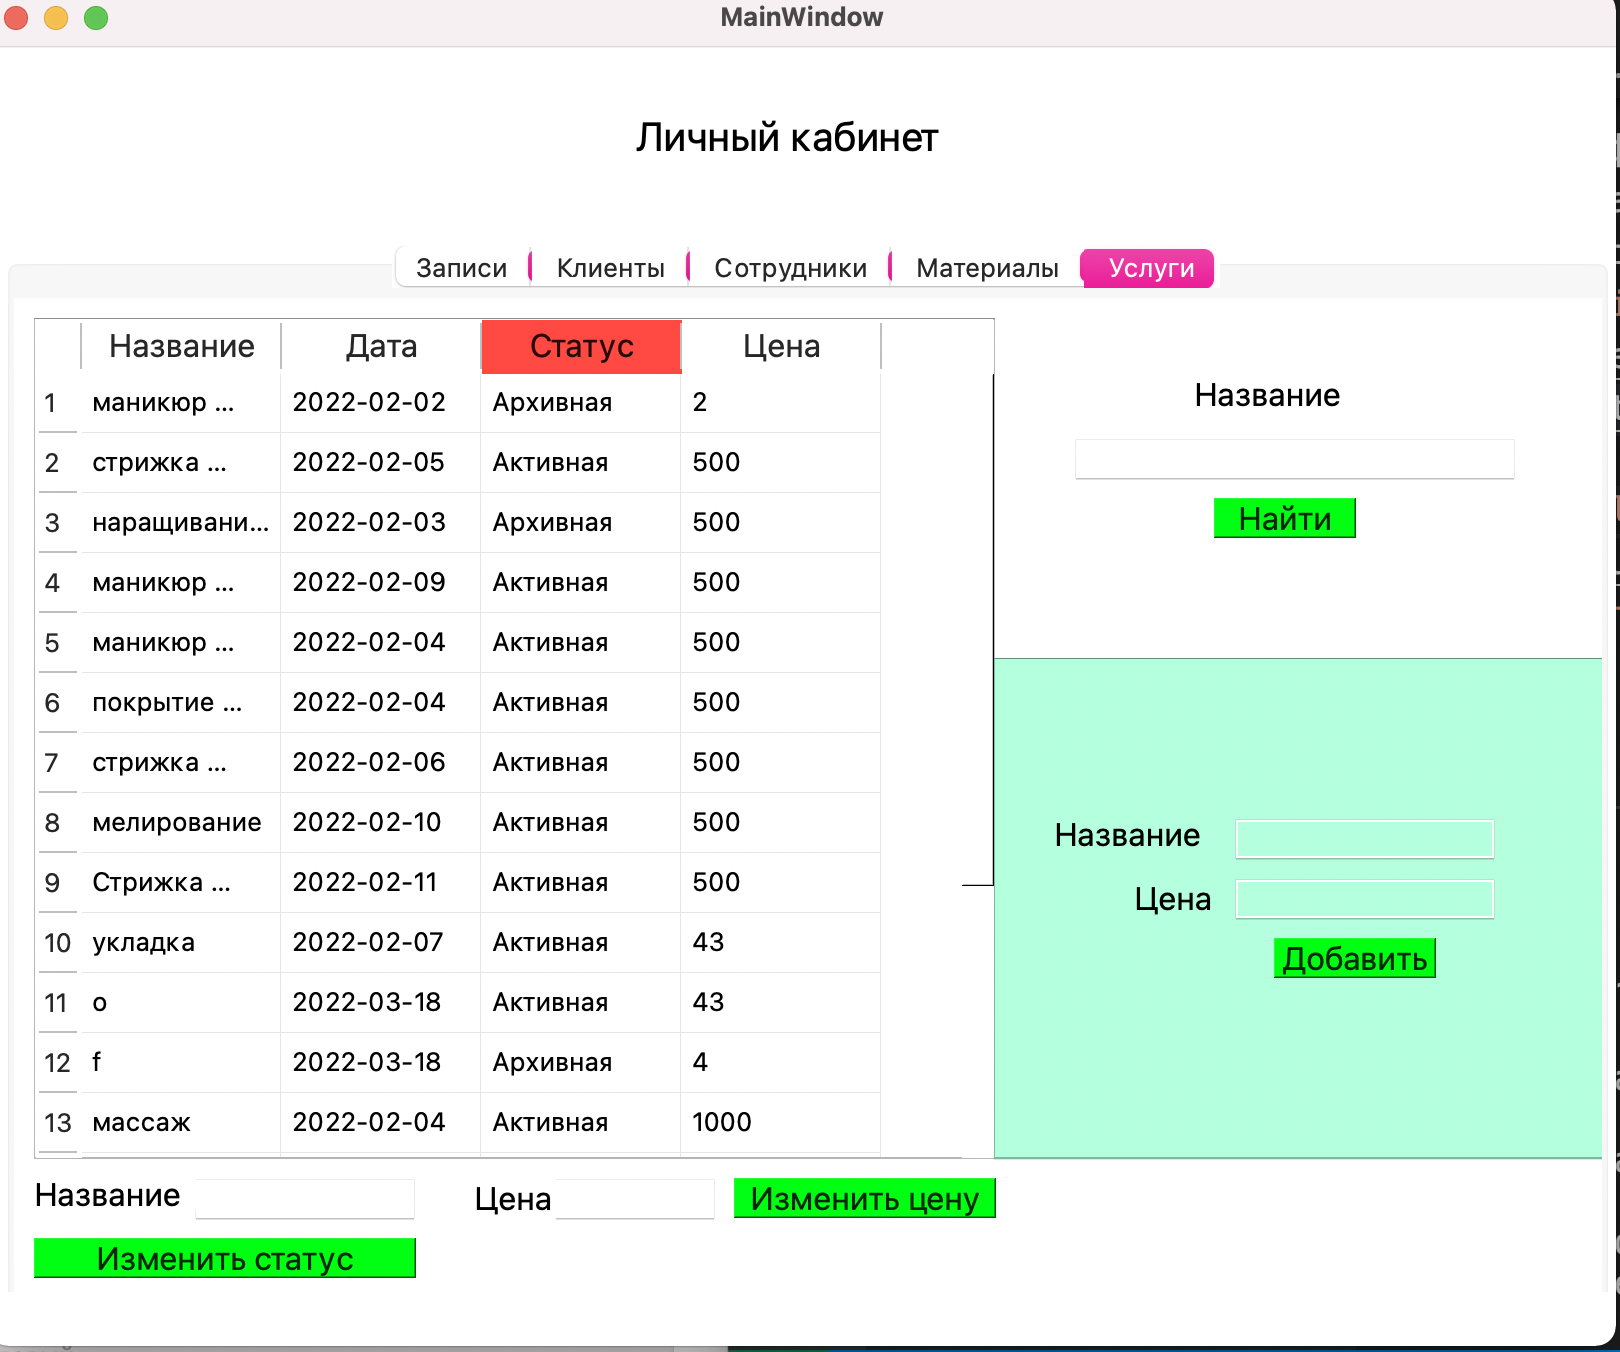 MainWindow
Личный кабинет
Записи Клиенты Сотрудники Материалы Услуги
Название Дата Статус Цена
1 маникюр ... 2022-02-02 Архивная 2
2 стрижка ... 2022-02-05 Активная 500
3 наращивани... 2022-02-03 Архивная 500
4 маникюр ... 2022-02-09 Активная 500
5 маникюр ... 2022-02-04 Активная 500
6 покрытие ... 2022-02-04 Активная 500
7 стрижка ... 2022-02-06 Активная 500
8 мелирование 2022-02-10 Активная 500
9 Стрижка ... 2022-02-11 Активная 500
10 укладка 2022-02-07 Активная 43
11 о 2022-03-18 Активная 43
12 f 2022-03-18 Архивная 4
13 массаж 2022-02-04 Активная 1000
Название
Найти
Название
Цена
Добавить
Название Цена Изменить цену
Изменить статус